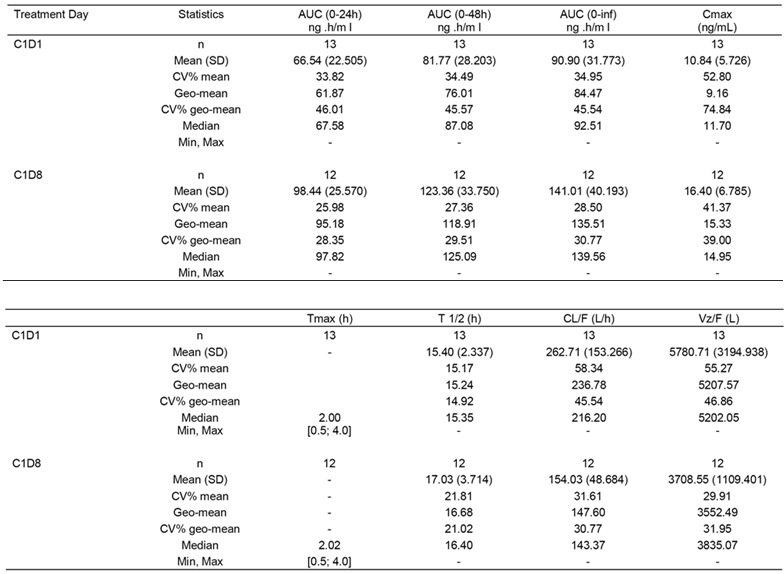 Treatment Day Statistics AUC (0-24h) AUC (0-48h) AUC (0-inf) Cmax
ng .h/m l ng .h/m l ng .h/m l (ng/mL)
C1D1 n 13 13 13 13
Mean (SD) 66.54 (22.505) 81.77 (28.203) 90.90 (31.773) 10.84 (5.726)
CV% mean 33.82 34.49 34.95 52.80
Geo-mean 61.87 76.01 84.47 9.16
CV% geo-mean 46.01 45.57 45.54 74.84
Median 67.58 87.08 92.51 11.70
Min, Max - - - -
C1D8 n 12 12 12 12
Mean (SD) 98.44 (25.570) 123.36 (33.750) 141.01 (40.193) 16.40 (6.785)
CV% mean 25.98 27.36 28.50 41.37
Geo-mean 95.18 118.91 135.51 15.33
CV% geo-mean 28.35 29.51 30.77 39.00
Median 97.82 125.09 139.56 14.95
Min, Max - - - -
Tmax (h) T 1/2 (h) CL/F (L/h) Vz/F (L)
C1D1 n 13 13 13 13
Mean (SD) - 15.40 (2.337) 262.71 (153.266) 5780.71 (3194.938)
CV% mean 15.17 58.34 55.27
Geo-mean 15.24 236.78 5207.57
CV% geo-mean 14.92 45.54 46.86
Median 2.00 15.35 216.20 5202.05
Min, Max [0.5; 4.0] - - -
C1D8 n 12 12 12 12
Mean (SD) - 17.03 (3.714) 154.03 (48.684) 3708.55 (1109.401)
CV% mean - 21.81 31.61 29.91
Geo-mean - 16.68 147.60 3552.49
CV% geo-mean - 21.02 30.77 31.95
Median 2.02 16.40 143.37 3835.07
Min, Max [0.5; 4.0] - - -